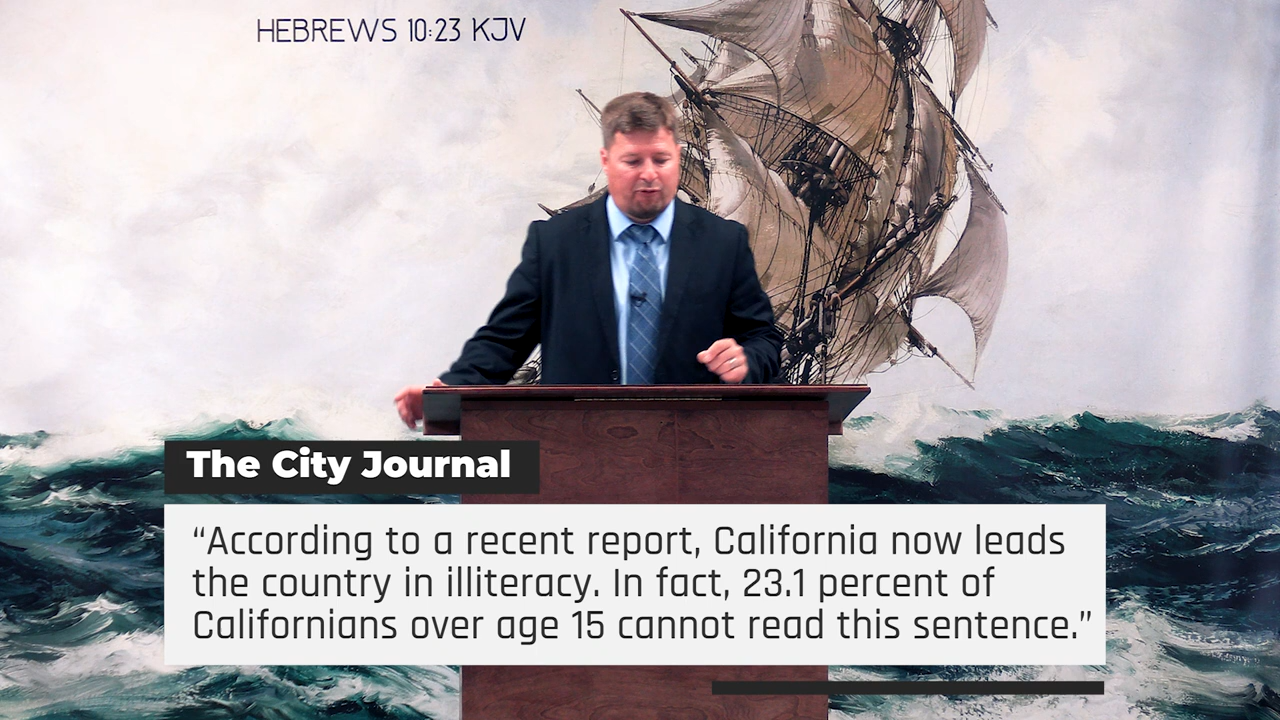 HEBREWS 10:23 KJV
The City Journal
“According to a recent report, California now leads
the country in illiteracy. In fact, 23.1 percent of
Californians over age 15 cannot read this sentence.”